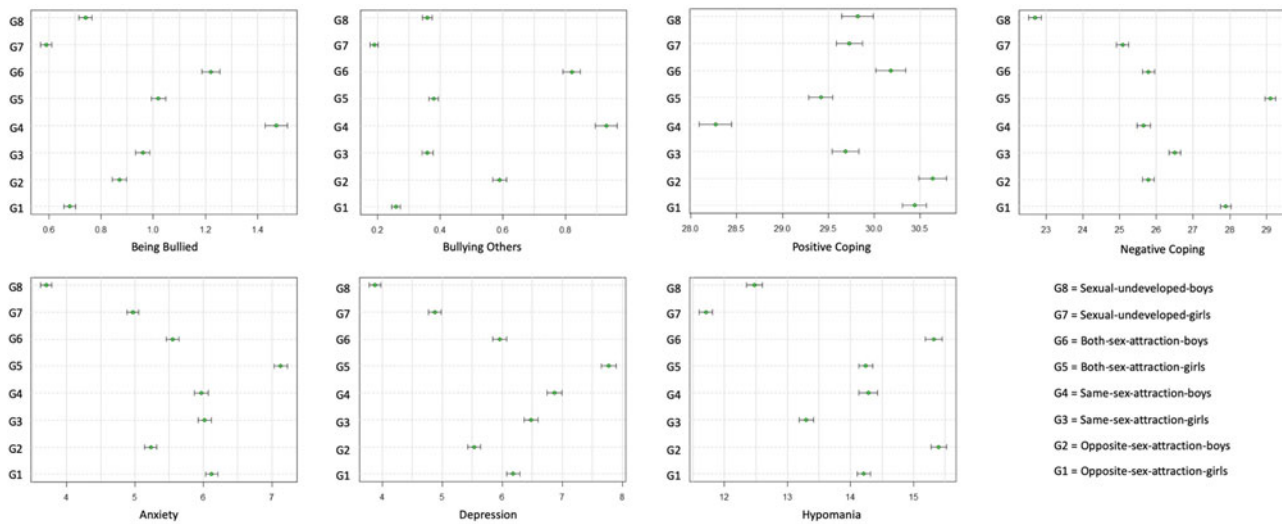 G8
G7
G6
G5
G4
G3
G2
G1
0.6 0.8 1.0 1.2 1.4
Being Bullied
G8
G7
G6
G5
G4
G3
G2
G1
0.2 0.4 0.6 0.8
Bullying Others
G8
G7
G6
G5
G4
G3
G2
G1
28.0 28.5 29.0 29.5 30.0 30.5
Positive Coping
G8
G7
G6
G5
G4
G3
G2
G1
23 24 25 26 27 28 29
Negative Coping
G8
G7
G6
G5
G4
G3
G2
G1
4 5 6 7
Anxiety
G8
G7
G6
G5
G4
G3
G2
G1
4 5 6 7 8
Depression
G8
G7
G6
G5
G4
G3
G2
G1
12 13 14 15
Hypomania
G8 = Sexual-undeveloped-boys
G7 = Sexual-undeveloped-girls
G6 = Both-sex-attraction-boys
G5 = Both-sex-attraction-girls
G4 = Same-sex-attraction-boys
G3 = Same-sex-attraction-girls
G2 = Opposite-sex-attraction-boys
G1 = Opposite-sex-attraction-girls